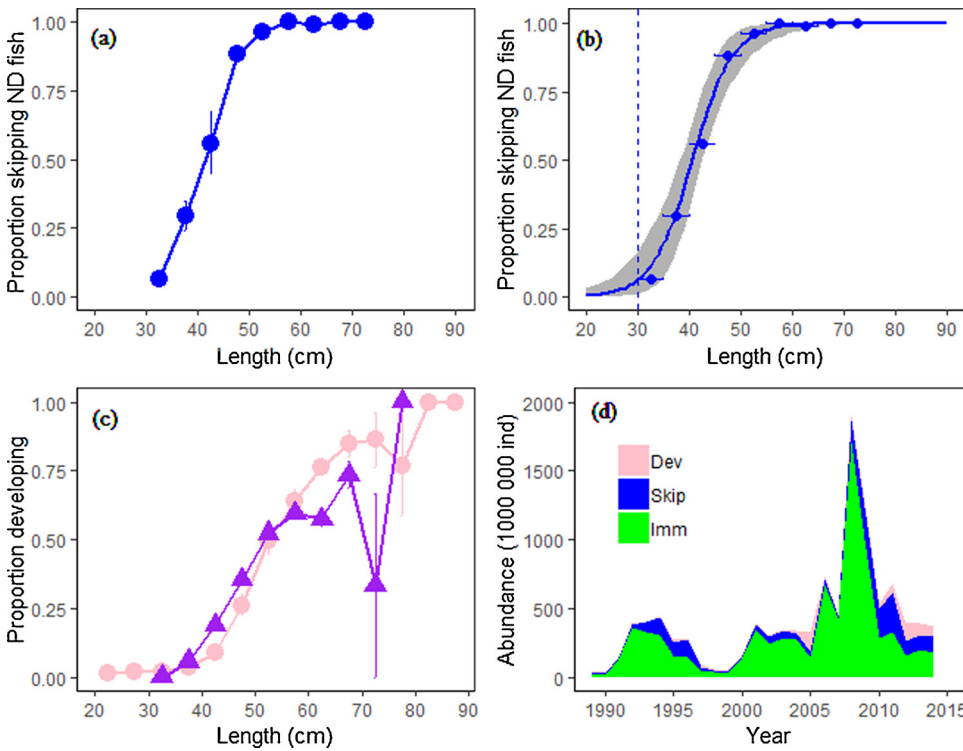 (a)
Proportion skipping ND fish
1.00
0.75
0.50
0.25
0.00
20 30 40 50 60 70 80 90
Length (cm)
(b)
Proportion skipping ND fish
1.00
0.75
0.50
0.25
0.00
20 30 40 50 60 70 80 90
Length (cm)
(c)
Proportion developing
1.00
0.75
0.50
0.25
0.00
20 30 40 50 60 70 80 90
Length (cm)
(d)
Abundance (1000 000 ind)
2000
1500
1000
500
0
Dev
Skip
Imm
1990 1995 2000 2005 2010 2015
Year